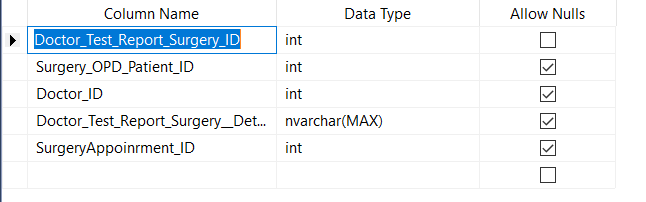 Column Name Data Type Allow Nulls
Doctor_Test_Report_Surgery_ID int
Surgery_OPD_Patient_ID int
Doctor_ID int
Doctor_Test_Report_Surgery__Det... nvarchar(MAX)
SurgeryAppoinrment_ID int